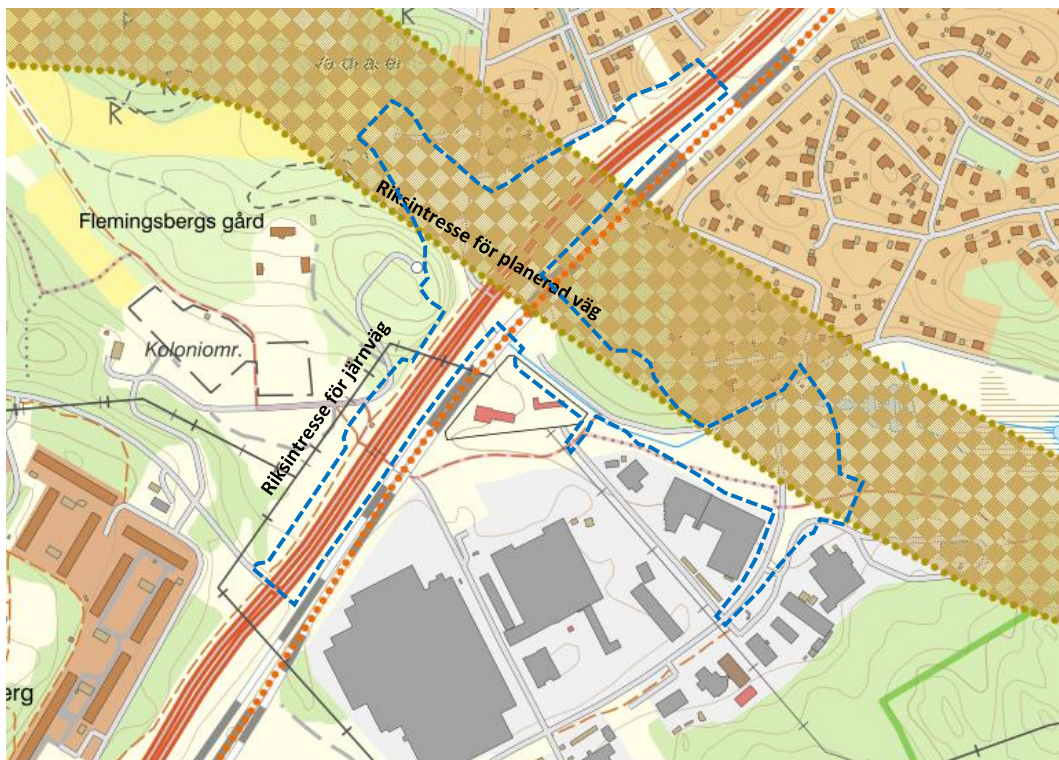 Flemingsbergs gård
Riksintresse för planerad väg
Koloniomr.
Riksintresse för järnväg
erg